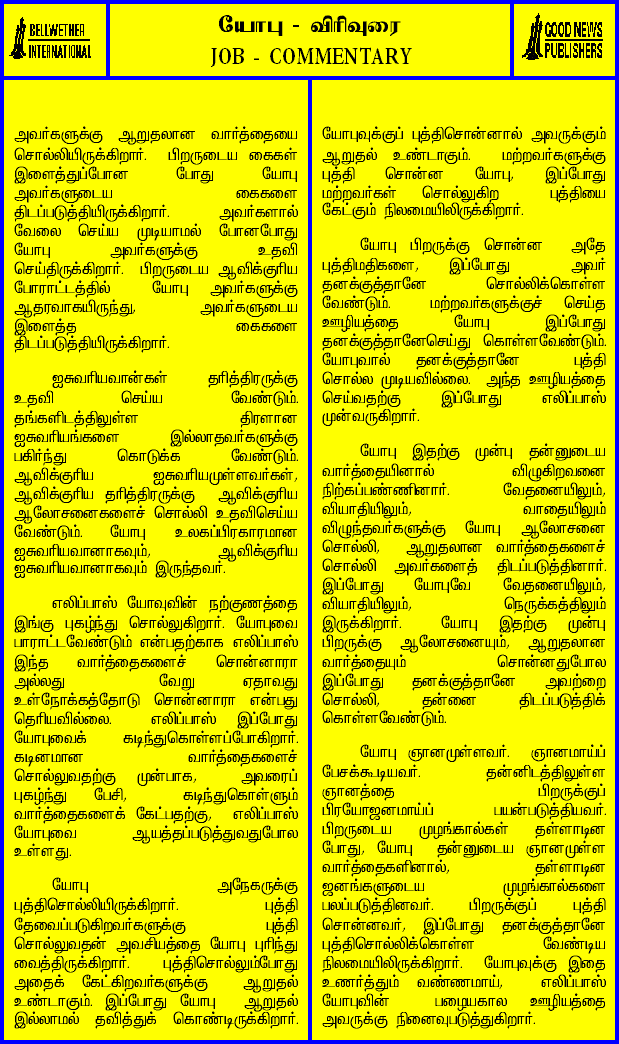 BELLWETHER
INTERNATIONAL
யோபு - விரிவுரை
JOB - COMMENTARY
GOOD NEWS
PUBLISHERS
அவர்களுக்கு ஆறுதலான வார்த்தையை
சொல்லியிருக்கிறார். பிறருடைய கைகள்
இளைத்துப்போன போது யோபு
அவர்களுடைய கைகளை
திடப்படுத்தியிருக்கிறார். அவர்களால்
வேலை செய்ய முடியாமல் போனபோது
யோபு அவர்களுக்கு உதவி
செய்திருக்கிறார். பிறருடைய ஆவிக்குரிய
போராட்டத்தில் யோபு அவர்களுக்கு
ஆதரவாகயிருந்து, அவர்களுடைய
இளைத்த கைகளை
திடப்படுத்தியிருக்கிறார்.
ஐசுவரியவான்கள் தரித்திரருக்கு
உதவி செய்ய வேண்டும்.
தங்களிடத்திலுள்ள திரளான
ஐசுவரியங்களை இல்லாதவர்களுக்கு
பகிர்ந்து கொடுக்க வேண்டும்.
ஆவிக்குரிய ஐசுவரியமுள்ளவர்கள்,
ஆவிக்குரிய தரித்திரருக்கு ஆவிக்குரிய
ஆலோசனைகளைச் சொல்லி உதவிசெய்ய
வேண்டும். யோபு உலகப்பிரகாரமான
ஐசுவரியவானாகவும், ஆவிக்குரிய
ஐசுவரியவானாகவும் இருந்தவர்.
எலிப்பாஸ் யோவுவின் நற்குணத்தை
இங்கு புகழ்ந்து சொல்லுகிறார். யோபுவை
பாராட்டவேண்டும் என்பதற்காக எலிப்பாஸ்
இந்த வார்த்தைகளைச் சொன்னாரா
அல்லது வேறு ஏதாவது
உள்நோக்கத்தோடு சொன்னாரா என்பது
தெரியவில்லை. எலிப்பாஸ் இப்போது
யோபுவைக் கடிந்துகொள்ளப்போகிறார்.
கடினமான வார்த்தைகளைச்
சொல்லுவதற்கு முன்பாக, அவரைப்
புகழ்ந்து பேசி, கடிந்துகொள்ளும்
வார்த்தைகளைக் கேட்பதற்கு, எலிப்பாஸ்
யோபுவை ஆயத்தப்படுத்துவதுபோல
உள்ளது.
யோபு அநேகருக்கு
புத்திசொல்லியிருக்கிறார். புத்தி
தேவைப்படுகிறவர்களுக்கு புத்தி
சொல்லுவதன் அவசியத்தை யோபு புரிந்து
வைத்திருக்கிறார். புத்திசொல்லும்போது
அதைக் கேட்கிறவர்களுக்கு ஆறுதல்
உண்டாகும். இப்போது யோபு ஆறுதல்
இல்லாமல் தவித்துக் கொண்டிருக்கிறார்.
யோபுவுக்குப் புத்திசொன்னால் அவருக்கும்
ஆறுதல் உண்டாகும். மற்றவர்களுக்கு
புத்தி சொன்ன யோபு, இப்போது
மற்றவர்கள் சொல்லுகிற புத்தியை
கேட்கும் நிலமையிலிருக்கிறார்.
யோபு பிறருக்கு சொன்ன அதே
புத்திமதிகளை, இப்போது அவர்
தனக்குத்தானே சொல்லிக்கொள்ள
வேண்டும். மற்றவர்களுக்குச் செய்த
ஊழியத்தை யோபு இப்போது
தனக்குத்தானேசெய்து கொள்ளவேண்டும்.
யோபுவால் தனக்குத்தானே புத்தி
சொல்ல முடியவில்லை. அந்த ஊழியத்தை
செய்வதற்கு இப்போது எலிப்பாஸ்
முன்வருகிறார்.
யோபு இதற்கு முன்பு தன்னுடைய
வார்த்தையினால் விழுகிறவனை
நிற்கப்பண்ணினார். வேதனையிலும்,
வியாதியிலும், வாதையிலும்
விழுந்தவர்களுக்கு யோபு ஆலோசனை
சொல்லி, ஆறுதலான வார்த்தைகளைச்
சொல்லி அவர்களைத் திடப்படுத்தினார்.
இப்போது யோபுவே வேதனையிலும்,
வியாதியிலும், நெருக்கத்திலும்
இருக்கிறார். யோபு இதற்கு முன்பு
பிறருக்கு ஆலோசனையும், ஆறுதலான
வார்த்தையும் சொன்னதுபோல
இப்போது தனக்குத்தானே அவற்றை
சொல்லி, தன்னை திடப்படுத்திக்
கொள்ளவேண்டும்.
யோபு ஞானமுள்ளவர். ஞானமாய்ப்
பேசக்கூடியவர். தன்னிடத்திலுள்ள
ஞானத்தை பிறருக்குப்
பிரயோஜனமாய்ப் பயன்படுத்தியவர்.
பிறருடைய முழங்கால்கள் தள்ளாடின
போது, யோபு தன்னுடைய ஞானமுள்ள
வார்த்தைகளினால், தள்ளாடின
ஜனங்களுடைய முழங்கால்களை
பலப்படுத்தினவர். பிறருக்குப் புத்தி
சொன்னவர், இப்போது தனக்குத்தானே
புத்திசொல்லிக்கொள்ள வேண்டிய
நிலமையிலிருக்கிறார். யோபுவுக்கு இதை
உணர்த்தும் வண்ணமாய், எலிப்பாஸ்
யோபுவின் பழையகால ஊழியத்தை
அவருக்கு நினைவுபடுத்துகிறார்.